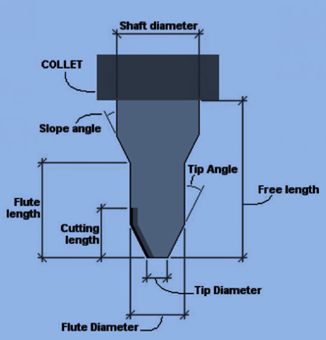 Shaft diameter
COLLET
Slope angle
Tip Angle
Free length
Flute
length
Cutting
length
Tip Diameter
Flute Diameter